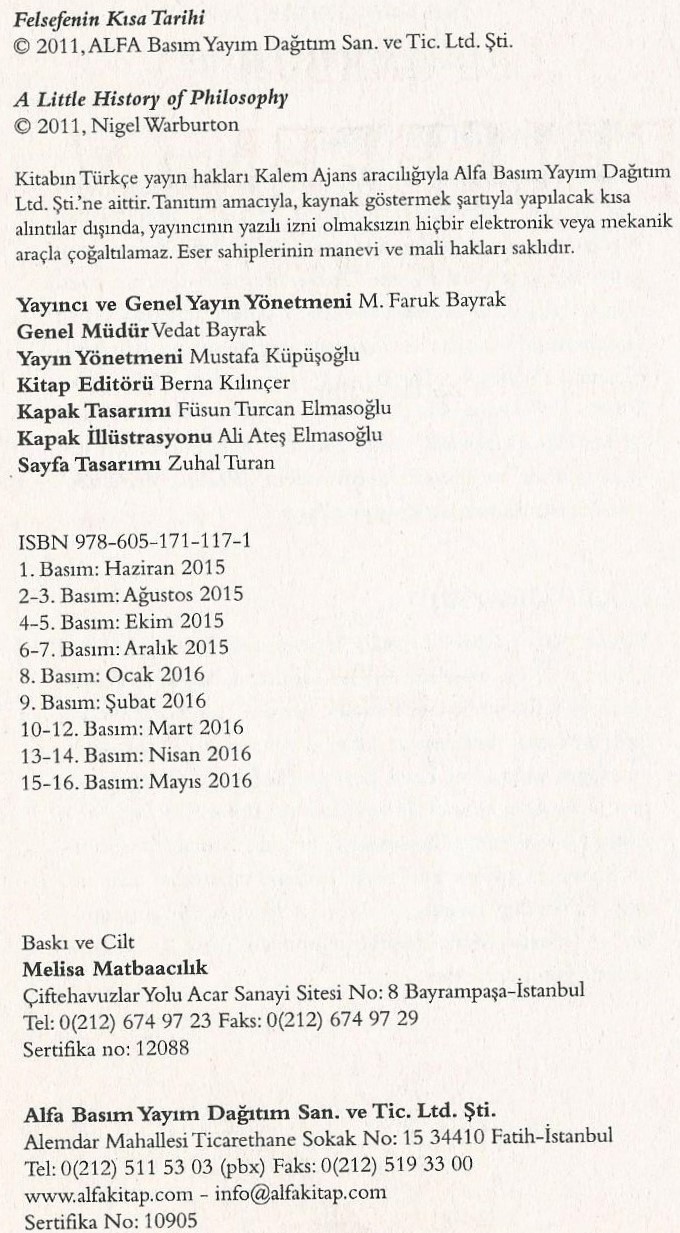 Felsefenin Kısa Tarihi
© 2011, ALFA Basım Yayım Dağıtım San. ve Tic. Ltd. Şti.
A Little History of Philosophy
© 2011, Nigel Warburton
Kitabın Türkçe yayın hakları Kalem Ajans aracılığıyla Alfa Basım Yayım Dağıtım
Ltd. Şti.'ne aittir. Tanıtım amacıyla, kaynak göstermek şartıyla yapılacak kısa
alıntılar dışında, yayıncının yazılı izni olmaksızın hiçbir elektronik veya mekanik
araçla çoğaltılamaz. Eser sahiplerinin manevi ve mali hakları saklıdır.
Yayıncı ve Genel Yayın Yönetmeni M. Faruk Bayrak
Genel Müdür Vedat Bayrak
Yayın Yönetmeni Mustafa Küpüşoğlu
Kitap Editörü Berna Kılınçer
Kapak Tasarımı Füsun Turcan Elmasoğlu
Kapak İllüstrasyonu Ali Ateş Elmasoğlu
Sayfa Tasarımı Zuhal Turan
ISBN 978-605-171-117-1
1. Basım: Haziran 2015
2-3. Basım: Ağustos 2015
4-5. Basım: Ekim 2015
6-7. Basım: Aralık 2015
8. Basım: Ocak 2016
9. Basım: Şubat 2016
10-12. Basım: Mart 2016
13-14. Basım: Nisan 2016
15-16. Basım: Mayıs 2016
Baskı ve Cilt
Melisa Matbaacılık
Çiftehavuzlar Yolu Acar Sanayi Sitesi No: 8 Bayrampaşa-İstanbul
Tel: 0(212) 674 97 23 Faks: 0(212) 674 97 29
Sertifika no: 12088
Alfa Basım Yayım Dağıtım San. ve Tic. Ltd. Şti.
Alemdar Mahallesi Ticarethane Sokak No: 15 34410 Fatih-İstanbul
Tel: 0(212) 511 53 03 (pbx) Faks: 0(212) 519 33 00
www.alfakitap.com - info@alfakitap.com
Sertifika No: 10905